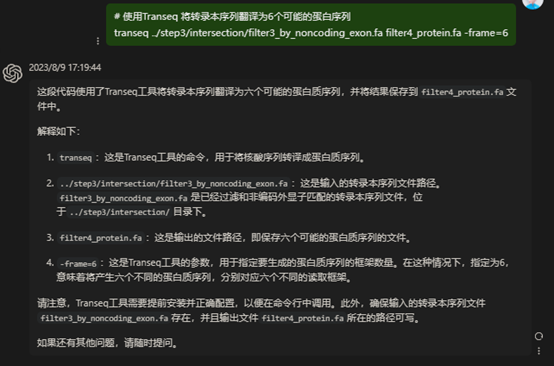 # 使用Transeq 将转录本序列翻译为6个可能的蛋白序列
transeq ../step3/intersection/filter3_by_noncoding_exon.fa filter4_protein.fa -frame=6
2023/8/9 17:19:44
这段代码使用了Transeq工具将转录本序列翻译为六个可能的蛋白质序列，并将结果保存到 filter4_protein.fa 文
件中。
解释如下：
1. transeq ：这是Transeq工具的命令，用于将核酸序列转译成蛋白质序列。
2. ../step3/intersection/filter3_by_noncoding_exon.fa ：这是输入的转录本序列文件路径。
filter3_by_noncoding_exon.fa 是已经过滤和非编码外显子匹配的转录本序列文件，位
于 ../step3/intersection/ 目录下。
3. filter4_protein.fa ：这是输出的文件路径，即保存六个可能的蛋白质序列的文件。
4. -frame=6 ：这是Transeq工具的参数，用于指定要生成的蛋白质序列的框架数量。在这种情况下，指定为6，
意味着将产生六个不同的蛋白质序列，分别对应六个不同的读取框架。
请注意，Transeq工具需要提前安装并正确配置，以便在命令行中调用。此外，确保输入的转录本序列文件
filter3_by_noncoding_exon.fa 存在，并且输出文件 filter4_protein.fa 所在的路径可写。
如果还有其他问题，请随时提问。